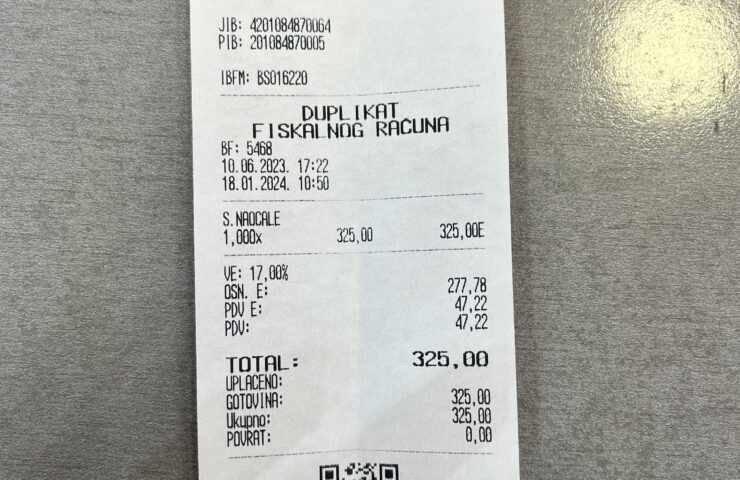 JIB: 4201084870064
PIB: 201084870005
IBFM: BS016220
DUPLIKAT
FISKALNOG RAČUNA
BF: 5468
10.06.2023. 17:22
18.01.2024. 10:50
S.NAOCALE
1,000x 325,00 325,00E
VE: 17,00%
OSN. E: 277,78
PDV E: 47,22
PDV: 47,22
TOTAL: 325,00
UPLAĆENO:
GOTOVINA: 325,00
Ukupno: 325,00
POVRAT: 0,00